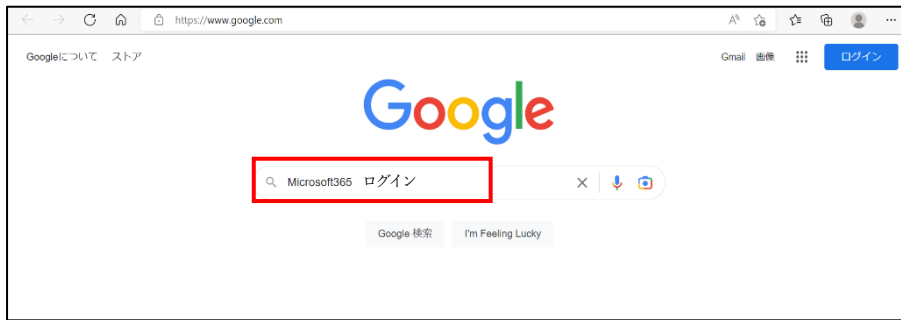 https://www.google.com
Googleについて ストア
Gmail 画像
ログイン
Google
Microsoft365 ログイン
Google 検索
I'm Feeling Lucky